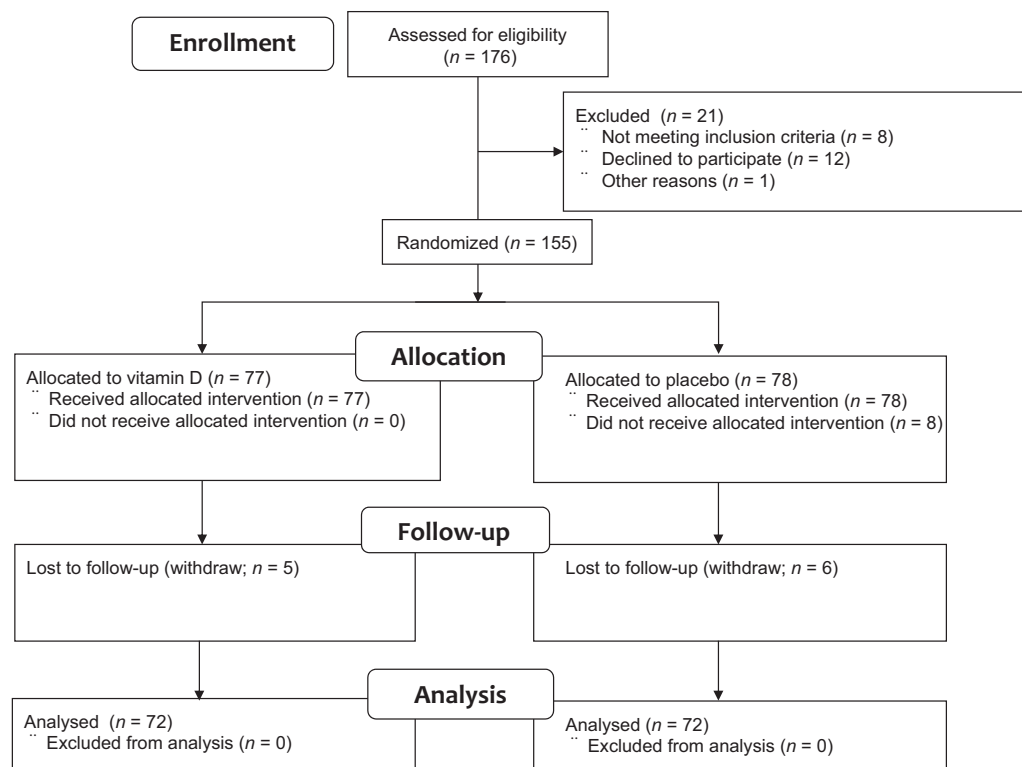 Enrollment
Assessed for eligibility
(n = 176)
Excluded (n = 21)
¨ Not meeting inclusion criteria (n = 8)
¨ Declined to participate (n = 12)
¨ Other reasons (n = 1)
Randomized (n = 155)
Allocation
Allocated to vitamin D (n = 77)
¨ Received allocated intervention (n = 77)
¨ Did not receive allocated intervention (n = 0)
Allocated to placebo (n = 78)
¨ Received allocated intervention (n = 78)
¨ Did not receive allocated intervention (n = 8)
Follow-up
Lost to follow-up (withdraw; n = 5)
Lost to follow-up (withdraw; n = 6)
Analysis
Analysed (n = 72)
¨ Excluded from analysis (n = 0)
Analysed (n = 72)
¨ Excluded from analysis (n = 0)